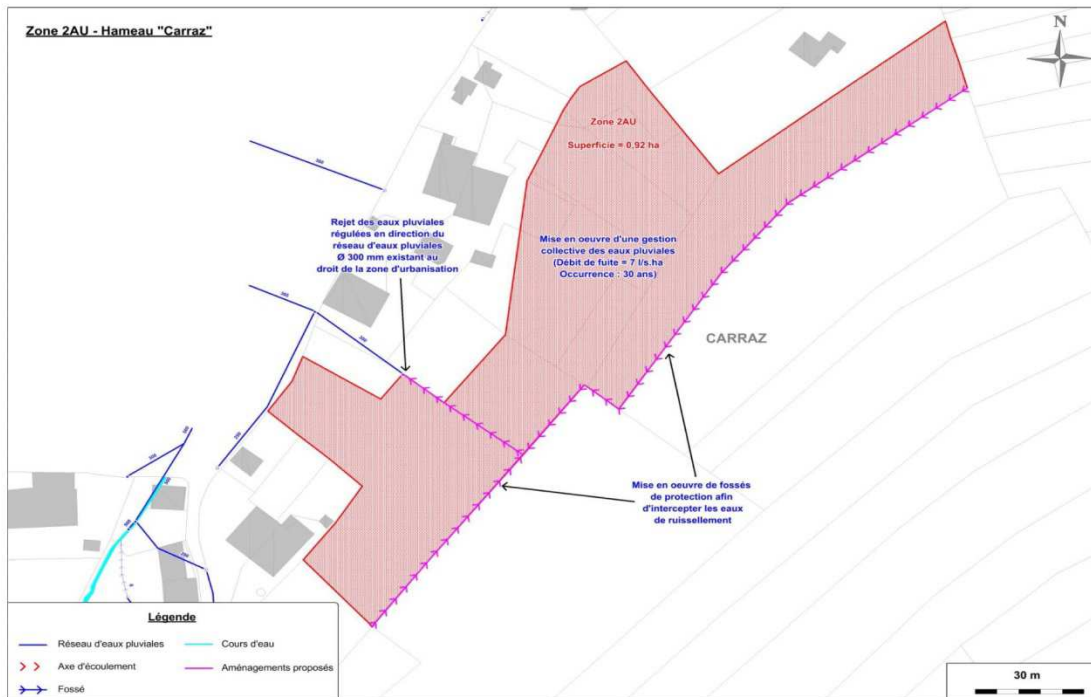 Zone 2AU - Hameau "Carraz"
N
Zone 2AU
Superficie = 0,92 ha
300
Rejet des eaux pluviales
régulées en direction du
réseau d'eaux pluviales
Ø 300 mm existant au
droit de la zone d'urbanisation
Mise en oeuvre d'une gestion
collective des eaux pluviales
(Débit de fuite = 7 l/s.ha
Occurrence : 30 ans)
300
300
CARRAZ
Mise en oeuvre de fossés
de protection afin
d'intercepter les eaux
de ruissellement
Légende
Réseau d'eaux pluviales
Cours d'eau
Axe d'écoulement
Aménagements proposés
Fossé
30 m